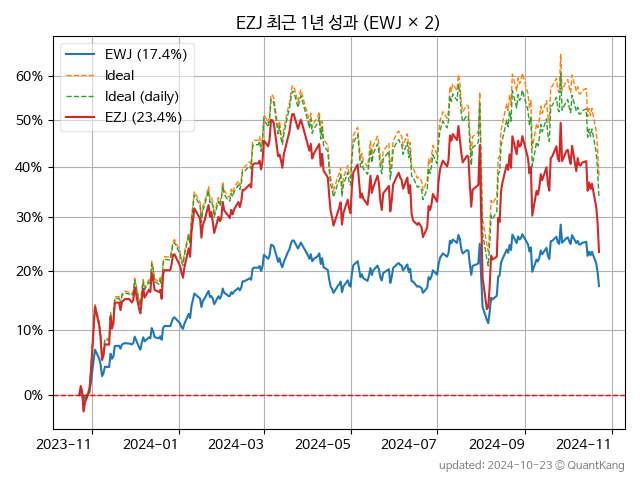 EZJ 최근 1년 성과 (EWJ × 2)
EWJ (17.4%)
Ideal
Ideal (daily)
EZJ (23.4%)
60%
50%
40%
30%
20%
10%
0%
2023-11 2024-01 2024-03 2024-05 2024-07 2024-09 2024-11
updated: 2024-10-23 © QuantKang